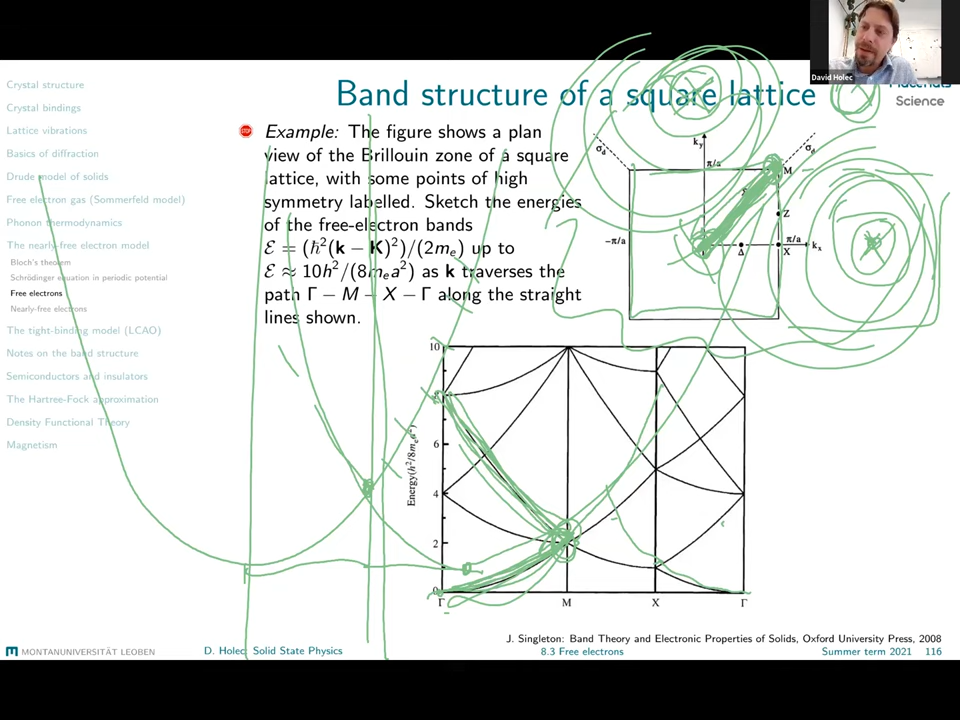 David Holec
Crystal structure
Crystal bindings
Lattice vibrations
Basics of diffraction
Drude model of solids
Free electron gas (Sommerfeld model)
Phonon thermodynamics
The nearly-free electron model
Bloch's theorem
Schrödinger equation in periodic potential
Free electrons
Nearly-free electrons
The tight-binding model (LCAO)
Notes on the band structure
Semiconductors and insulators
The Hartree-Fock approximation
Density Functional Theory
Magnetism
Band structure of a square lattice
Materials
Science
STOP
Example: The figure shows a plan
view of the Brillouin zone of a square
lattice, with some points of high
symmetry labelled. Sketch the energies
of the free-electron bands
ℰ = (ħ²(k − K)²)/(2mₑ) up to
ℰ ≈ 10h²/(8mₑa²) as k traverses the
path Γ − M − X − Γ along the straight
lines shown.
σd
ky
σd
π/a
M
Z
−π/a
π/a
kx
Δ
X
10
8
6
4
2
0
Energy(h²/8mₑa²)
Γ
M
X
Γ
J. Singleton: Band Theory and Electronic Properties of Solids, Oxford University Press, 2008
MONTANUNIVERSITÄT LEOBEN
D. Holec: Solid State Physics
8.3 Free electrons
Summer term 2021
116